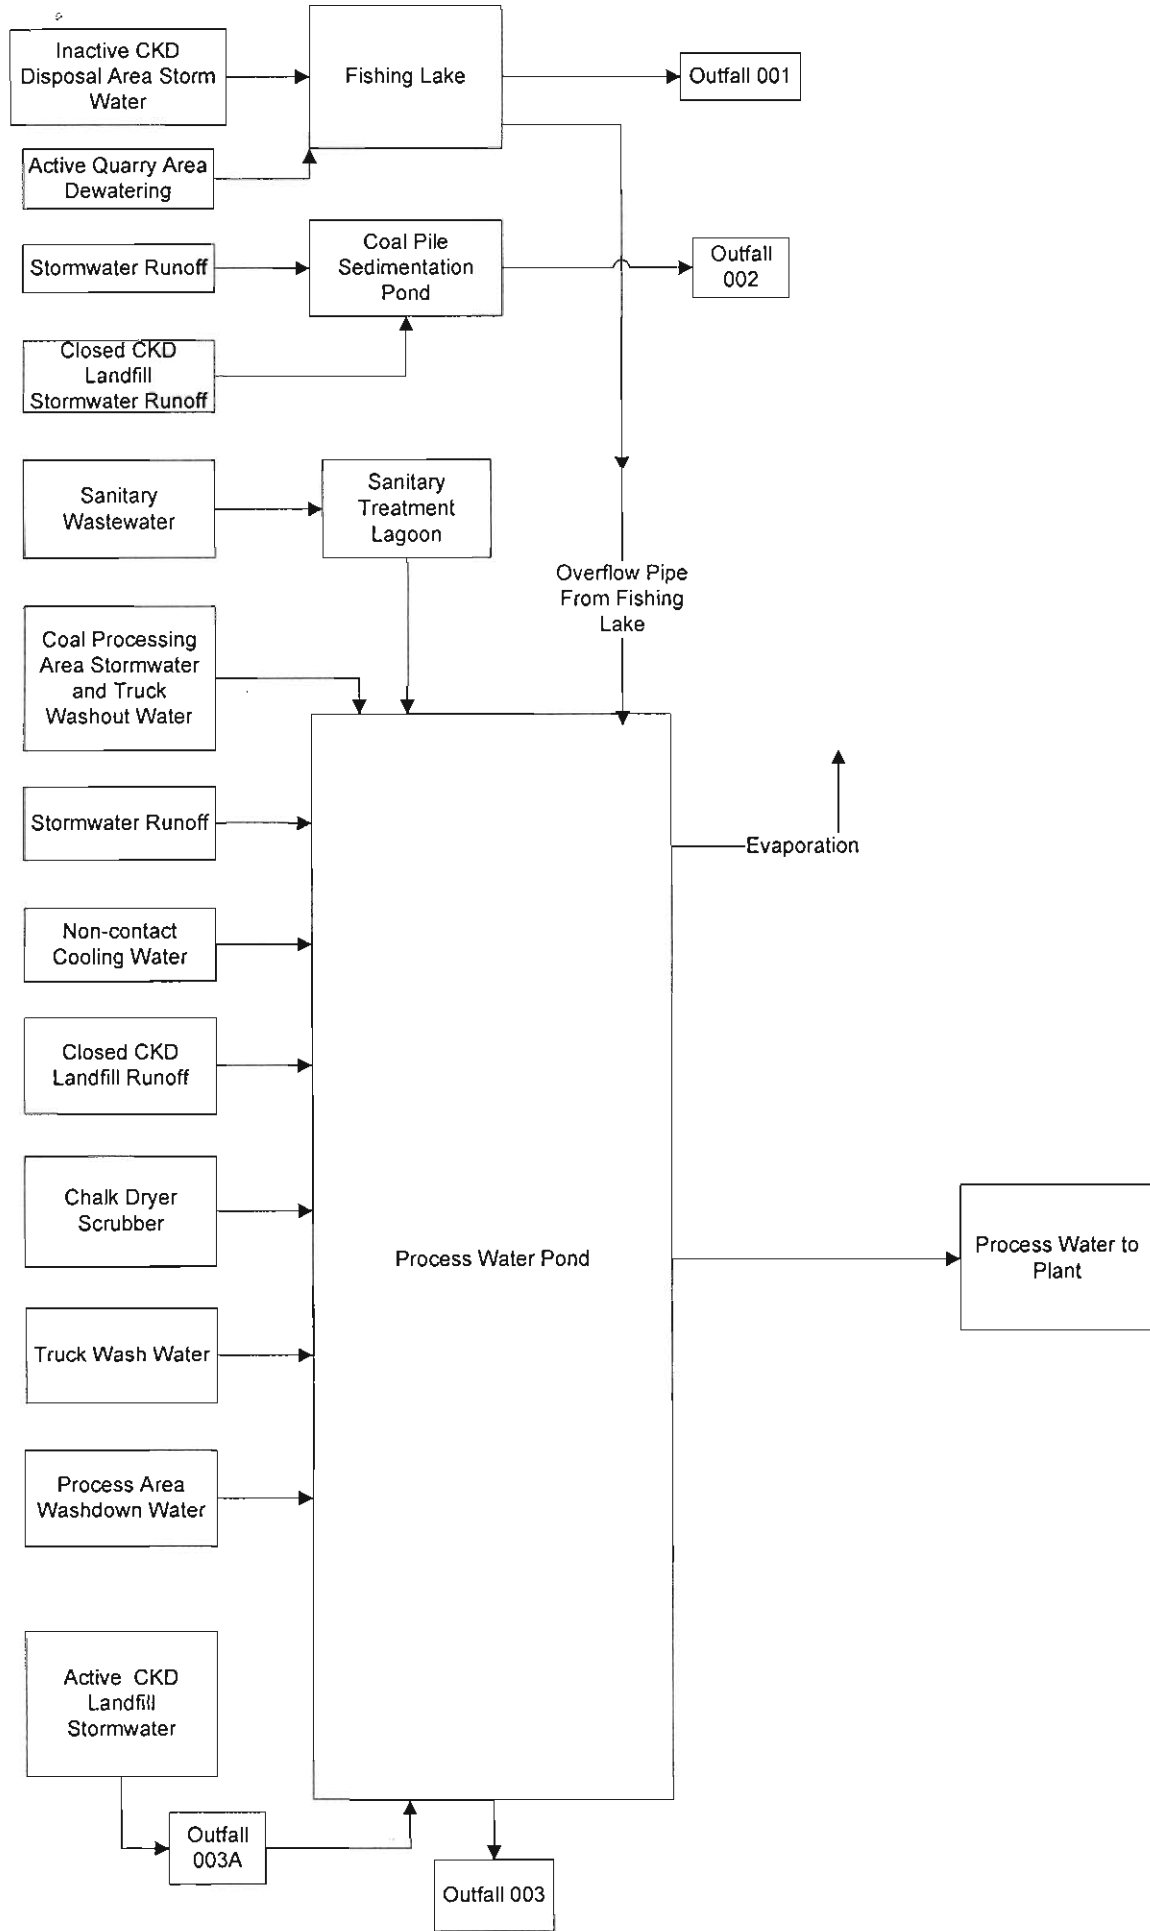 Inactive CKD
Disposal Area Storm
Water
Fishing Lake
Outfall 001
Active Quarry Area
Dewatering
Stormwater Runoff
Coal Pile
Sedimentation
Pond
Outfall
002
Closed CKD
Landfill
Stormwater Runoff
Sanitary
Wastewater
Sanitary
Treatment
Lagoon
Overflow Pipe
From Fishing
Lake
Coal Processing
Area Stormwater
and Truck
Washout Water
Stormwater Runoff
Evaporation
Non-contact
Cooling Water
Closed CKD
Landfill Runoff
Chalk Dryer
Scrubber
Process Water Pond
Process Water to
Plant
Truck Wash Water
Process Area
Washdown Water
Active CKD
Landfill
Stormwater
Outfall
003A
Outfall 003